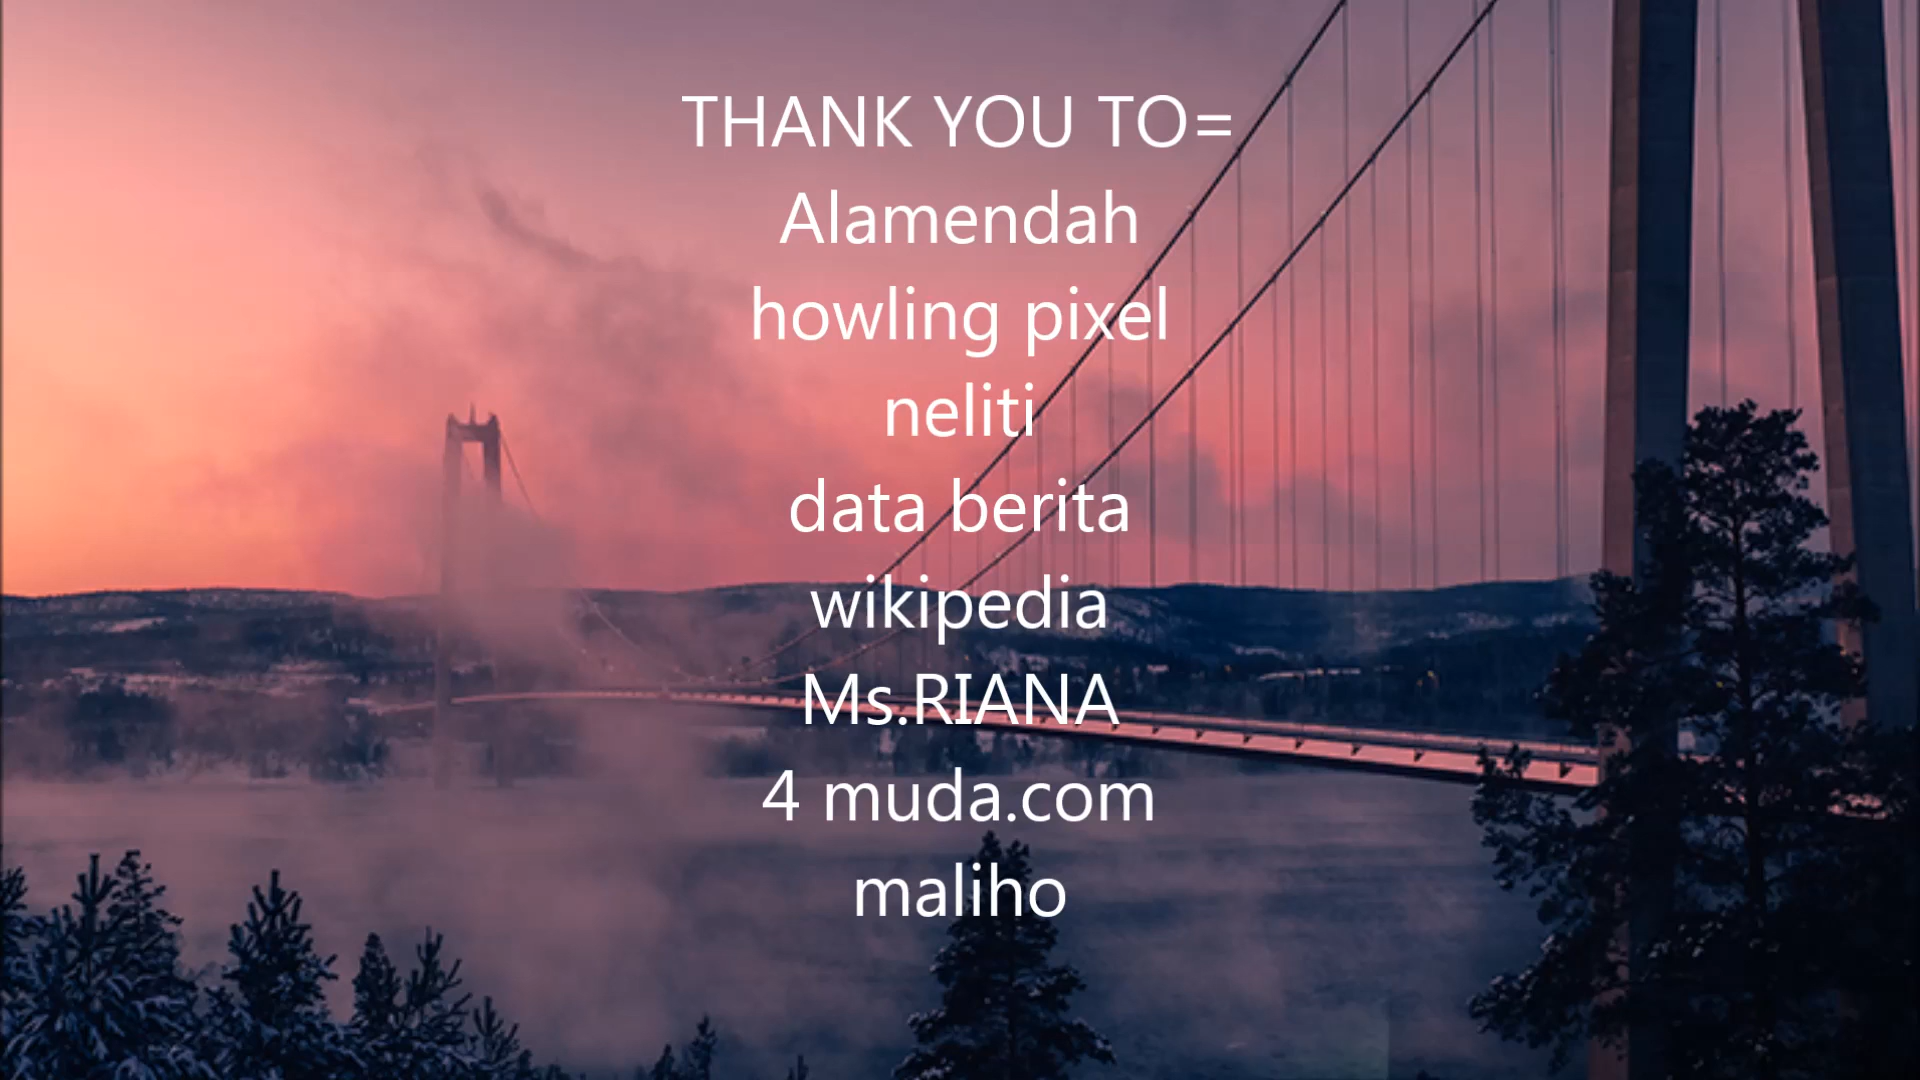 THANK YOU TO=
Alamendah
howling pixel
neliti
data berita
wikipedia
Ms.RIANA
4 muda.com
maliho